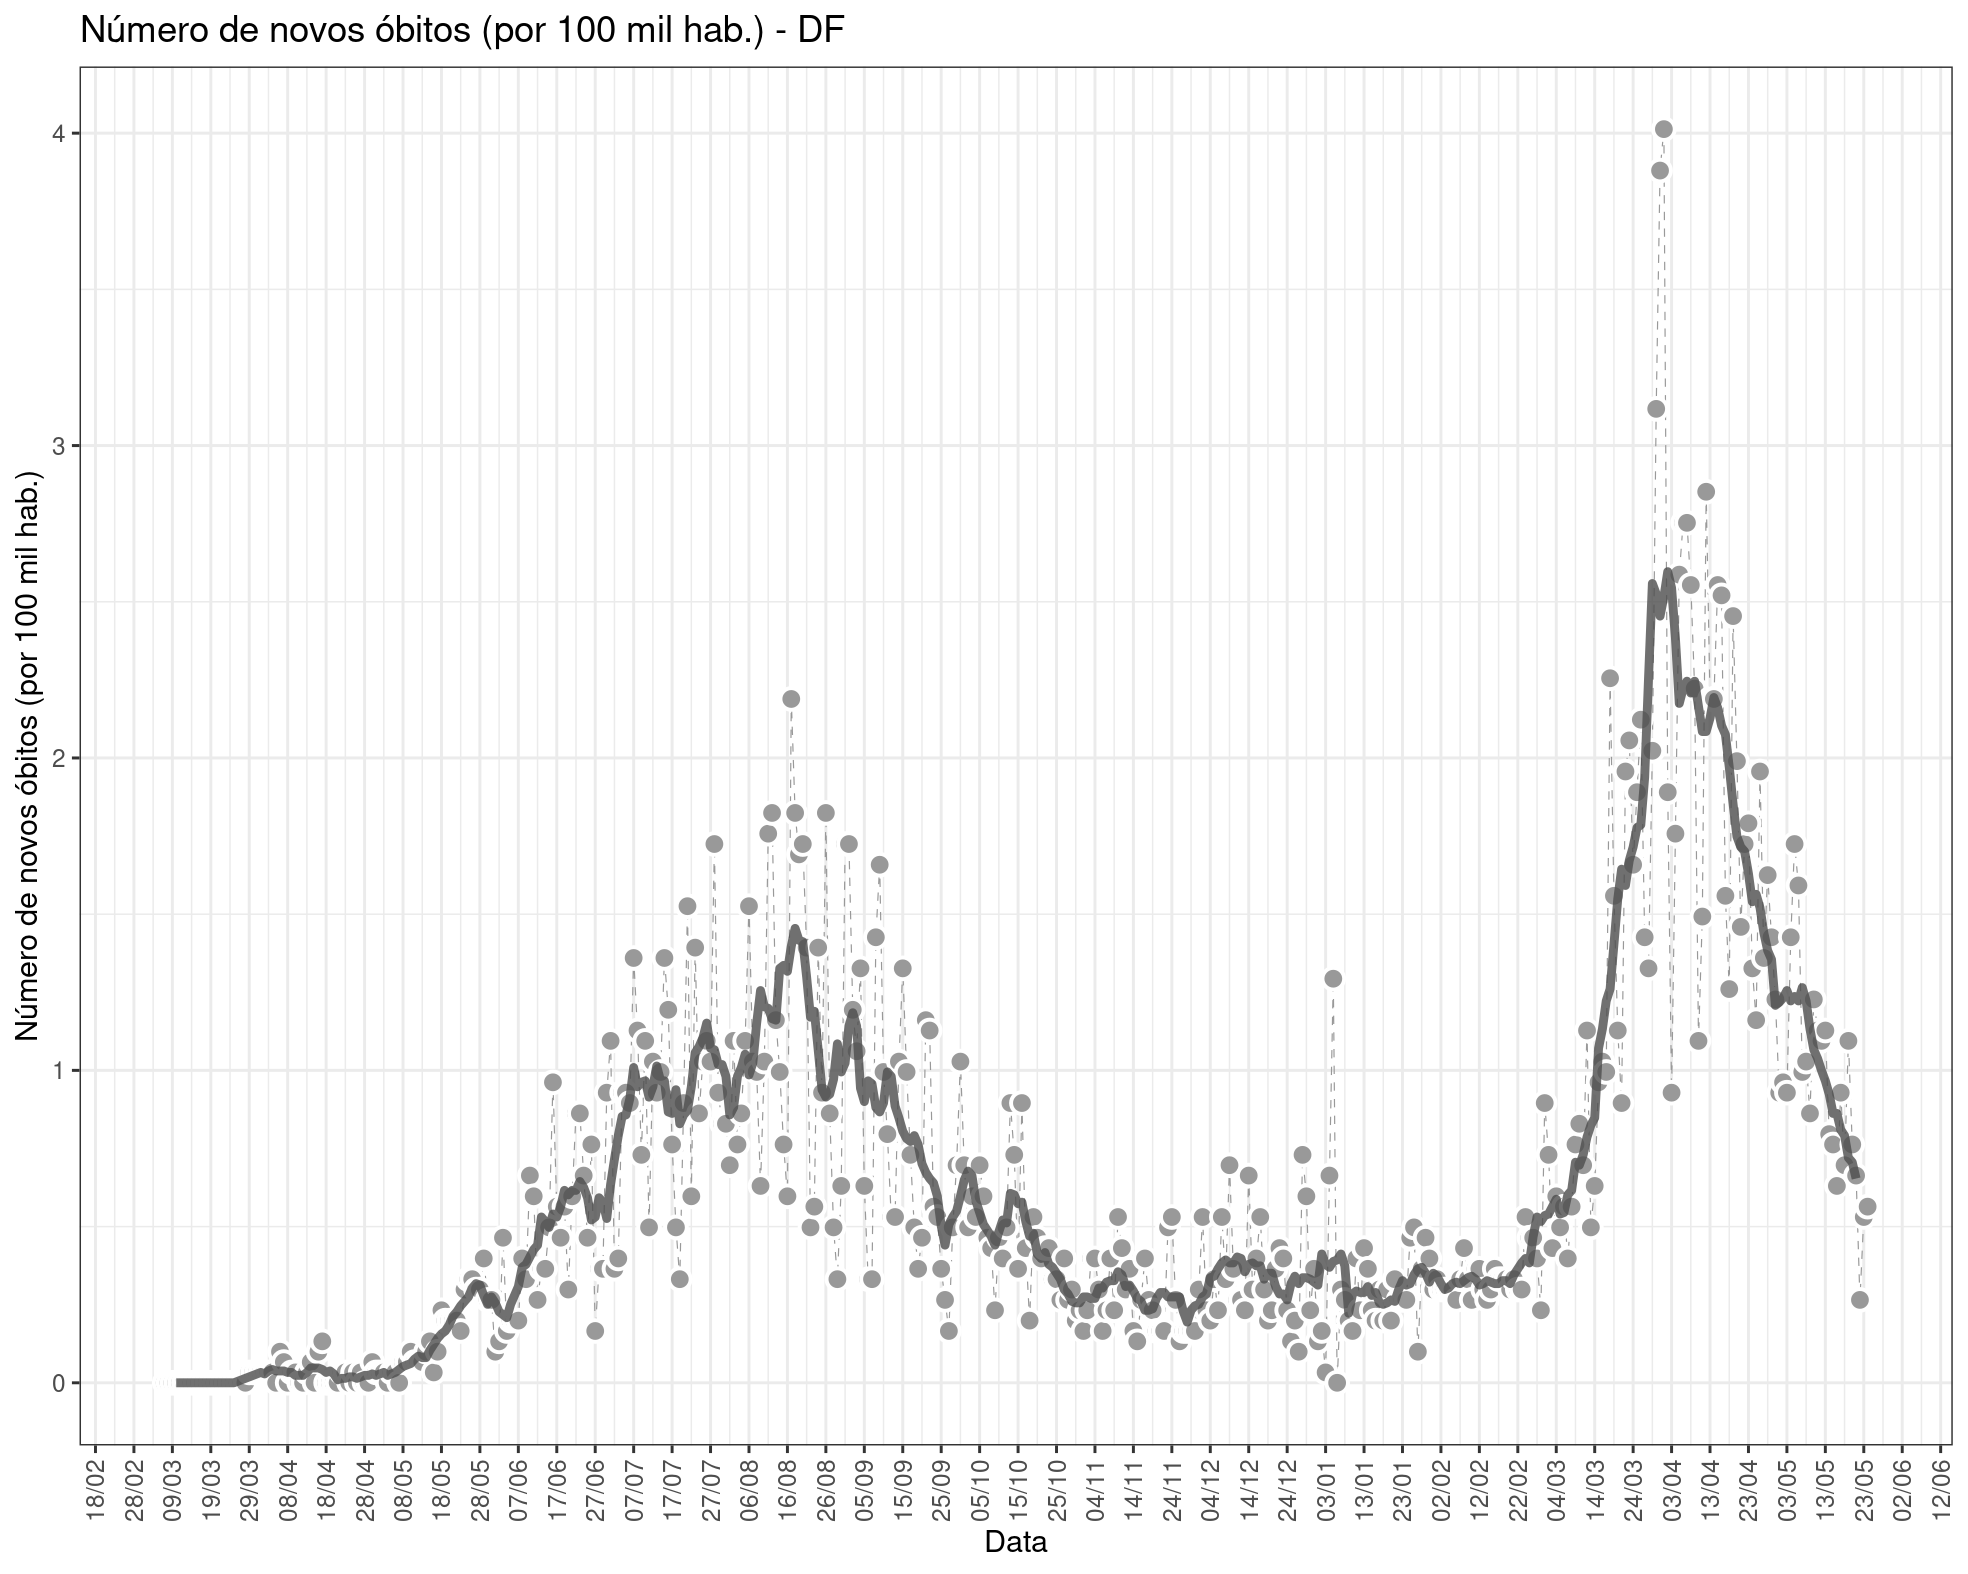 Número de novos óbitos (por 100 mil hab.) - DF
Número de novos óbitos (por 100 mil hab.)
4
3
2
1
0
18/02 28/02 09/03 19/03 29/03 08/04 18/04 28/04 08/05 18/05 28/05 07/06 17/06 27/06 07/07 17/07 27/07 06/08 16/08 26/08 05/09 15/09 25/09 05/10 15/10 25/10 04/11 14/11 24/11 04/12 14/12 24/12 03/01 13/01 23/01 02/02 12/02 22/02 04/03 14/03 24/03 03/04 13/04 23/04 03/05 13/05 23/05 02/06 12/06
Data